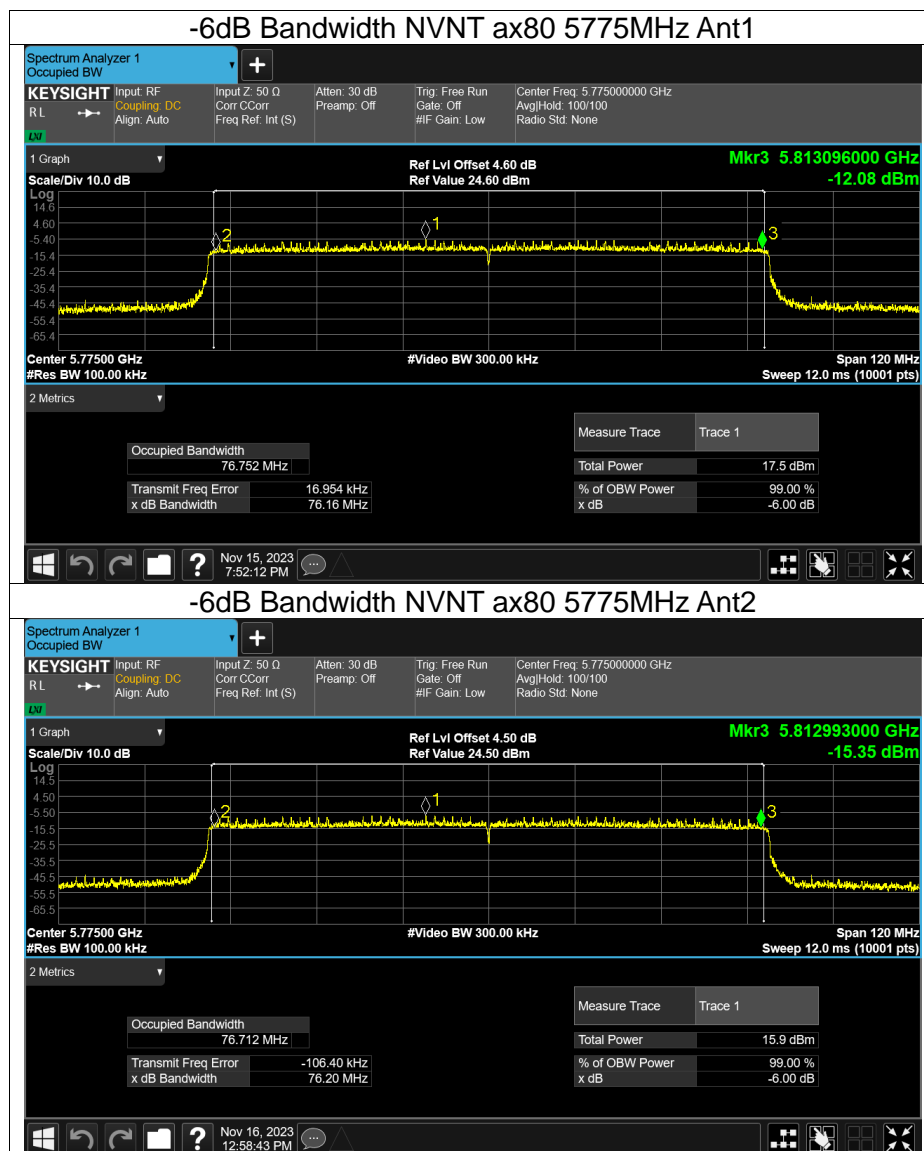 -6dB Bandwidth NVNT ax80 5775MHz Ant1
Spectrum Analyzer 1
Occupied BW
+
KEYSIGHT Input: RF Input Z: 50 Ω Atten: 30 dB Trig: Free Run Center Freq: 5.775000000 GHz
R L Coupling: DC Corr CCorr Preamp: Off Gate: Off Avg|Hold: 100/100
Align: Auto Freq Ref: Int (S) #IF Gain: Low Radio Std: None
LXI
1 Graph Ref Lvl Offset 4.60 dB Mkr3 5.813096000 GHz
Scale/Div 10.0 dB Ref Value 24.60 dBm -12.08 dBm
Log
14.6
4.60 1
-5.40 2 3
-15.4
-25.4
-35.4
-45.4
-55.4
-65.4
Center 5.77500 GHz #Video BW 300.00 kHz Span 120 MHz
#Res BW 100.00 kHz Sweep 12.0 ms (10001 pts)
2 Metrics
Measure Trace Trace 1
Occupied Bandwidth
76.752 MHz Total Power 17.5 dBm
Transmit Freq Error 16.954 kHz % of OBW Power 99.00 %
x dB Bandwidth 76.16 MHz x dB -6.00 dB
? Nov 15, 2023
7:52:12 PM
-6dB Bandwidth NVNT ax80 5775MHz Ant2
Spectrum Analyzer 1
Occupied BW
+
KEYSIGHT Input: RF Input Z: 50 Ω Atten: 30 dB Trig: Free Run Center Freq: 5.775000000 GHz
R L Coupling: DC Corr CCorr Preamp: Off Gate: Off Avg|Hold: 100/100
Align: Auto Freq Ref: Int (S) #IF Gain: Low Radio Std: None
LXI
1 Graph Ref Lvl Offset 4.50 dB Mkr3 5.812993000 GHz
Scale/Div 10.0 dB Ref Value 24.50 dBm -15.35 dBm
Log
14.5
4.50 1
-5.50 2 3
-15.5
-25.5
-35.5
-45.5
-55.5
-65.5
Center 5.77500 GHz #Video BW 300.00 kHz Span 120 MHz
#Res BW 100.00 kHz Sweep 12.0 ms (10001 pts)
2 Metrics
Measure Trace Trace 1
Occupied Bandwidth
76.712 MHz Total Power 15.9 dBm
Transmit Freq Error -106.40 kHz % of OBW Power 99.00 %
x dB Bandwidth 76.20 MHz x dB -6.00 dB
? Nov 16, 2023
12:58:43 PM